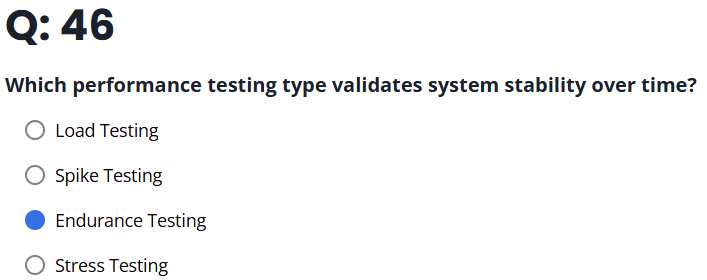 Q: 46
Which performance testing type validates system stability over time?
Load Testing
Spike Testing
Endurance Testing
Stress Testing